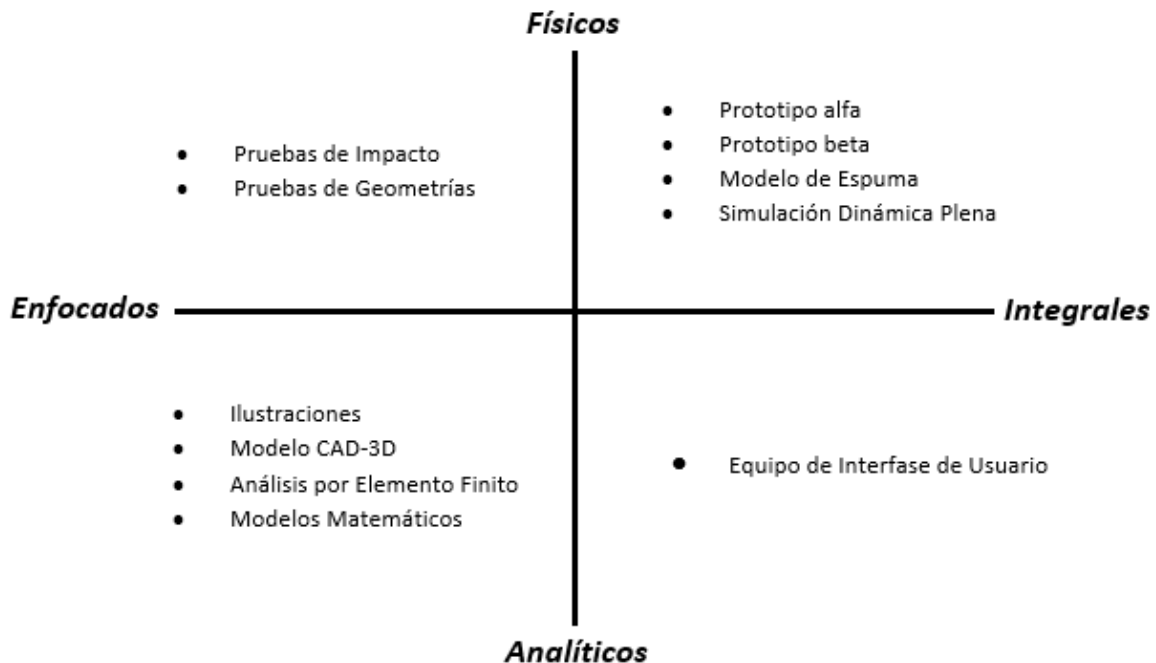 Físicos
• Pruebas de Impacto
• Pruebas de Geometrías
• Prototipo alfa
• Prototipo beta
• Modelo de Espuma
• Simulación Dinámica Plena
Enfocados
Integrales
• Ilustraciones
• Modelo CAD-3D
• Análisis por Elemento Finito
• Modelos Matemáticos
• Equipo de Interfase de Usuario
Analíticos